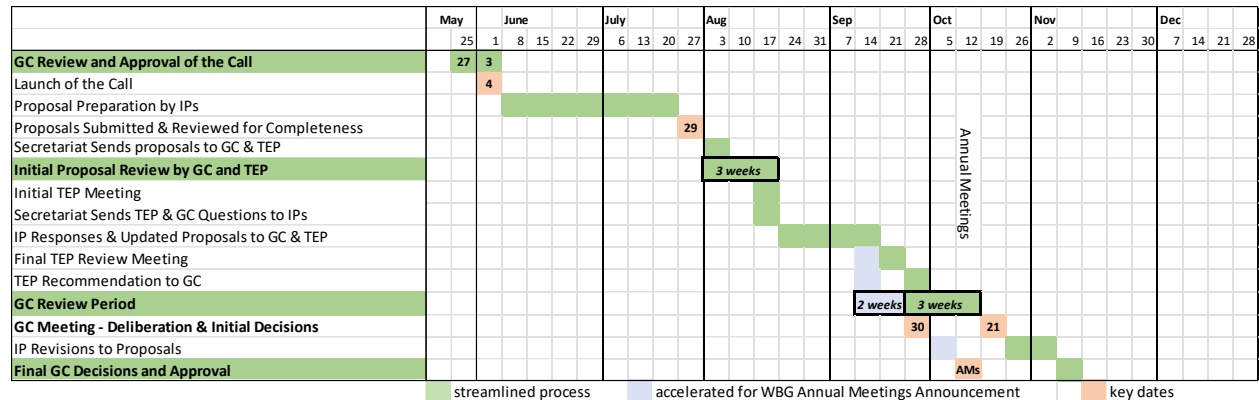 May June July Aug Sep Oct Nov Dec
25 1 8 15 22 29 6 13 20 27 3 10 17 24 31 7 14 21 28 5 12 19 26 2 9 16 23 30 7 14 21 28
GC Review and Approval of the Call 27 3
Launch of the Call 4
Proposal Preparation by IPs
Proposals Submitted & Reviewed for Completeness 29
Secretariat Sends proposals to GC & TEP
Initial Proposal Review by GC and TEP 3 weeks
Initial TEP Meeting
Secretariat Sends TEP & GC Questions to IPs
IP Responses & Updated Proposals to GC & TEP
Final TEP Review Meeting
TEP Recommendation to GC
GC Review Period 2 weeks 3 weeks
GC Meeting - Deliberation & Initial Decisions 30 21
IP Revisions to Proposals
Final GC Decisions and Approval AMs
Annual Meetings
streamlined process accelerated for WBG Annual Meetings Announcement key dates